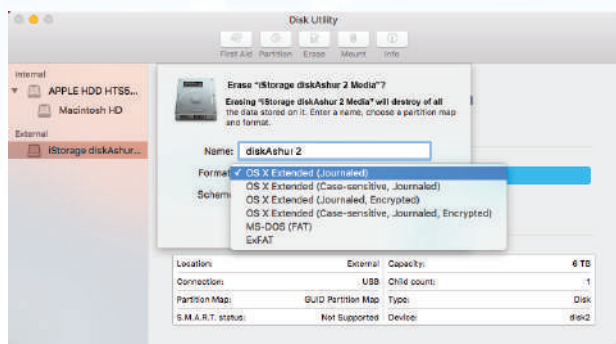 Disk Utility
First Aid Partition Erase Mount Info
Internal
APPLE HDD HTS5...
Macintosh HD
External
iStorage diskAshur...
Erase "iStorage diskAshur 2 Media"?
Erasing "iStorage diskAshur 2 Media" will destroy of all
the data stored on it. Enter a name, choose a partition map
and format.
Name: diskAshur 2
Format ✓ OS X Extended (Journaled)
OS X Extended (Case-sensitive, Journaled)
Schem
OS X Extended (Journaled, Encrypted)
OS X Extended (Case-sensitive, Journaled, Encrypted)
MS-DOS (FAT)
ExFAT
Location: External Capacity: 6 TB
Connection: USB Child count: 1
Partition Map: GUID Partition Map Type: Disk
S.M.A.R.T. status: Not Supported Device: disk2